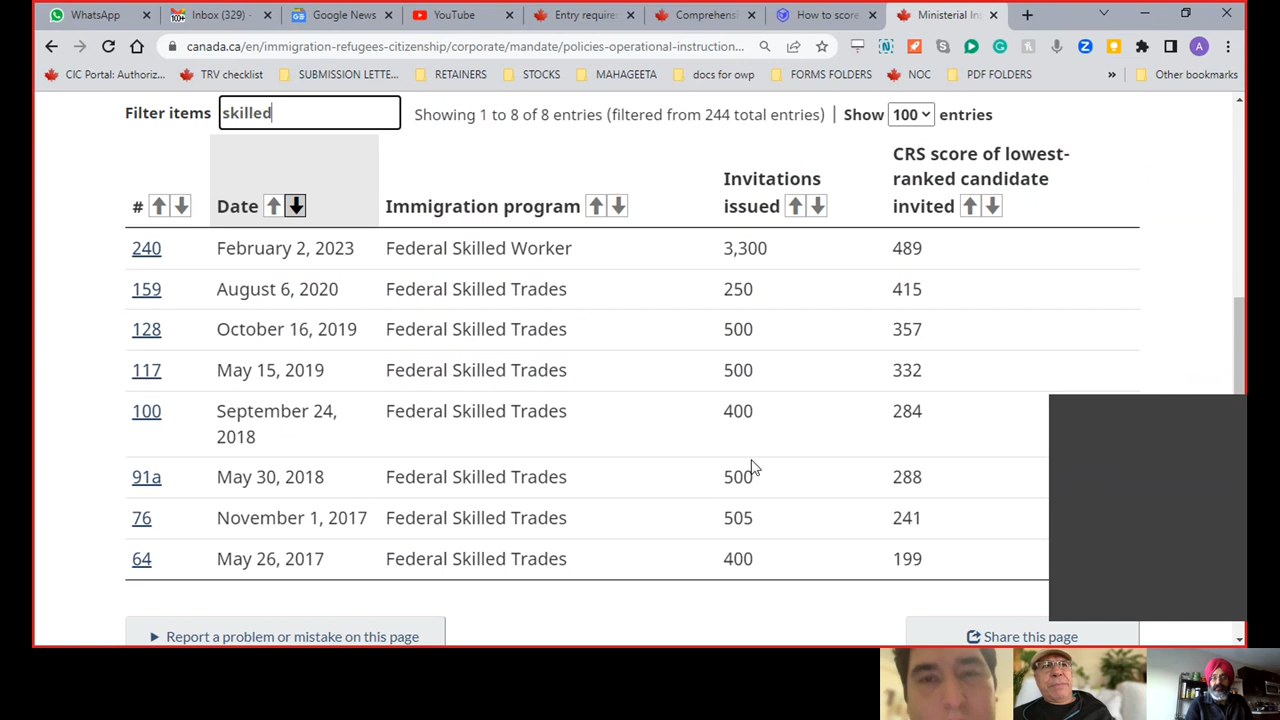 WhatsApp
Inbox (329) -
Google News
YouTube
Entry require
Comprehens
How to score
Ministerial Ins
canada.ca/en/immigration-refugees-citizenship/corporate/mandate/policies-operational-instruction...
A
CIC Portal: Authoriz...
TRV checklist
SUBMISSION LETTE...
RETAINERS
STOCKS
MAHAGEETA
docs for owp
FORMS FOLDERS
NOC
PDF FOLDERS
»
Other bookmarks
Filter items skilled Showing 1 to 8 of 8 entries (filtered from 244 total entries) | Show 100 entries
# Date Immigration program Invitations issued CRS score of lowest-ranked candidate invited
240 February 2, 2023 Federal Skilled Worker 3,300 489
159 August 6, 2020 Federal Skilled Trades 250 415
128 October 16, 2019 Federal Skilled Trades 500 357
117 May 15, 2019 Federal Skilled Trades 500 332
100 September 24, 2018 Federal Skilled Trades 400 284
91a May 30, 2018 Federal Skilled Trades 500 288
76 November 1, 2017 Federal Skilled Trades 505 241
64 May 26, 2017 Federal Skilled Trades 400 199
Report a problem or mistake on this page
Share this page